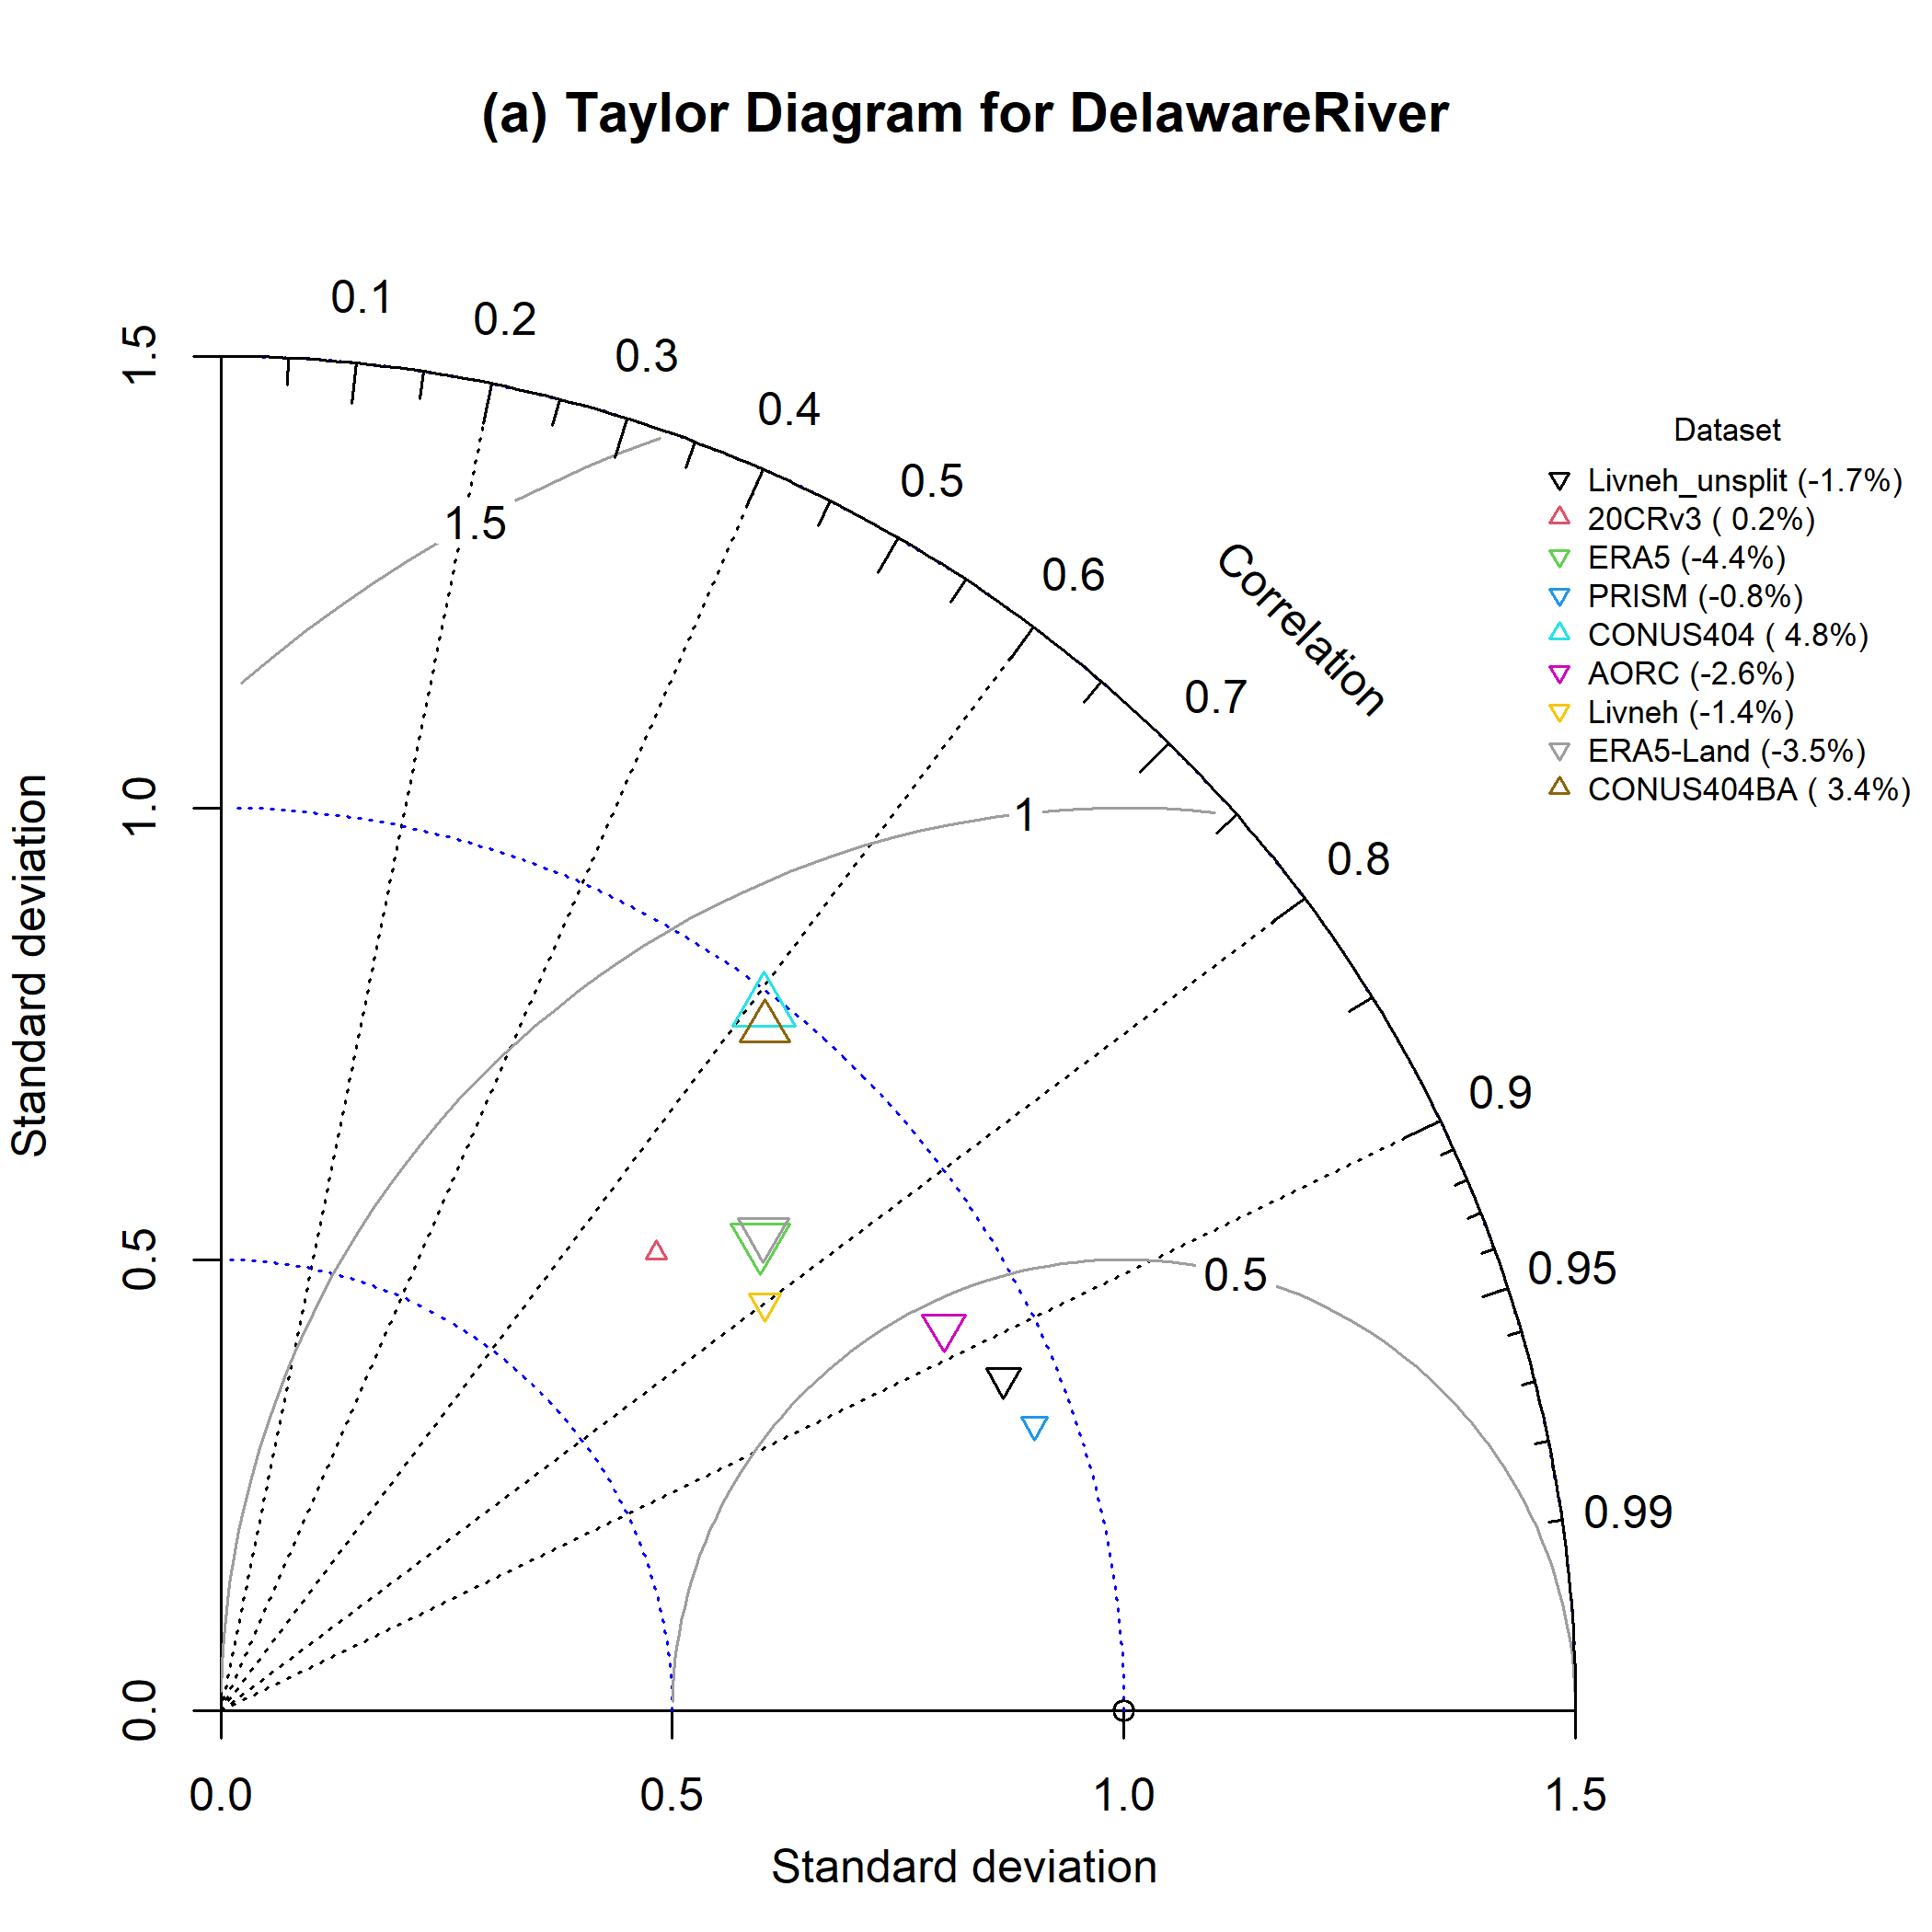 (a) Taylor Diagram for DelawareRiver
0.1
0.2
0.3
0.4
0.5
0.6
0.7
0.8
0.9
0.95
0.99
Correlation
1.5
1
0.5
Standard deviation
1.5
1.0
0.5
0.0
0.0
0.5
1.0
1.5
Standard deviation
Dataset
Livneh_unsplit (-1.7%)
20CRv3 ( 0.2%)
ERA5 (-4.4%)
PRISM (-0.8%)
CONUS404 ( 4.8%)
AORC (-2.6%)
Livneh (-1.4%)
ERA5-Land (-3.5%)
CONUS404BA ( 3.4%)